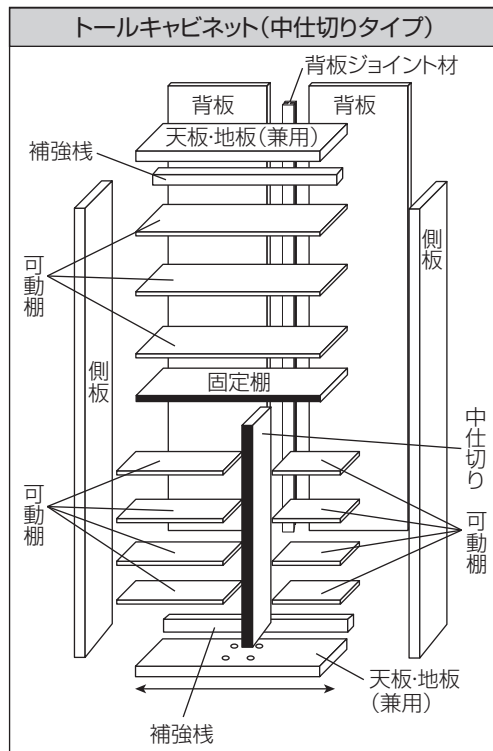 トールキャビネット（中仕切りタイプ）
背板ジョイント材
背板
背板
天板・地板（兼用）
補強桟
側板
可動棚
側板
固定棚
中仕切り
可動棚
可動棚
天板・地板
（兼用）
補強桟